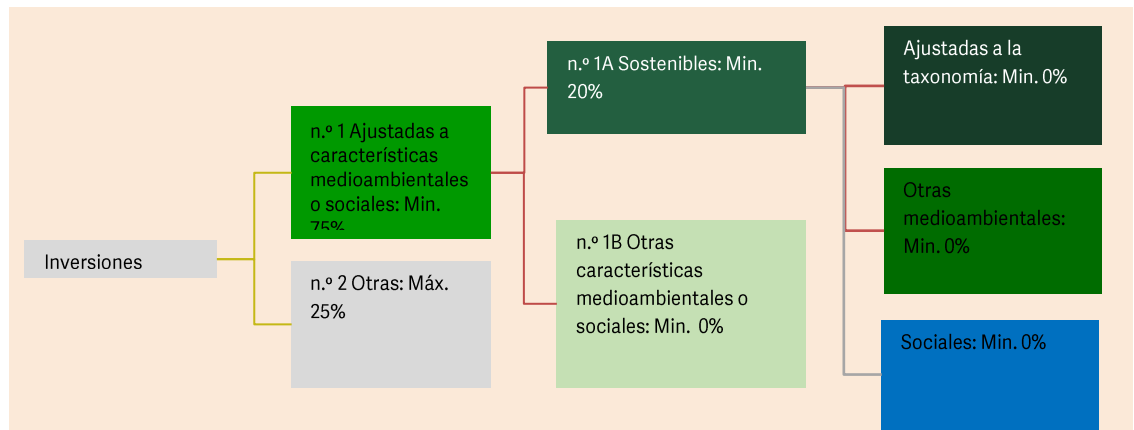 Inversiones
n.º 1 Ajustadas a
características
medioambientales
o sociales: Min.
75%
n.º 2 Otras: Máx.
25%
n.º 1A Sostenibles: Min.
20%
n.º 1B Otras
características
medioambientales o
sociales: Min. 0%
Ajustadas a la
taxonomía: Min. 0%
Otras
medioambientales:
Min. 0%
Sociales: Min. 0%